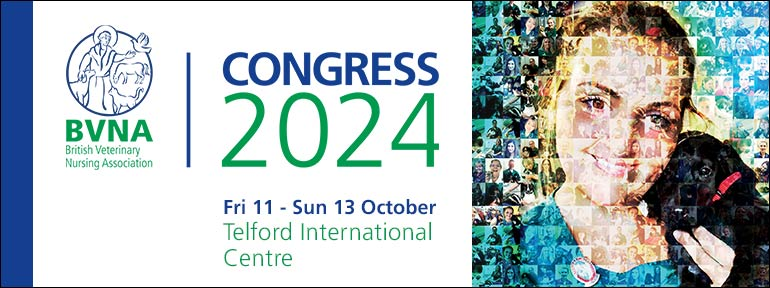 BVNA
British Veterinary
Nursing Association
CONGRESS
2024
Fri 11 - Sun 13 October
Telford International
Centre